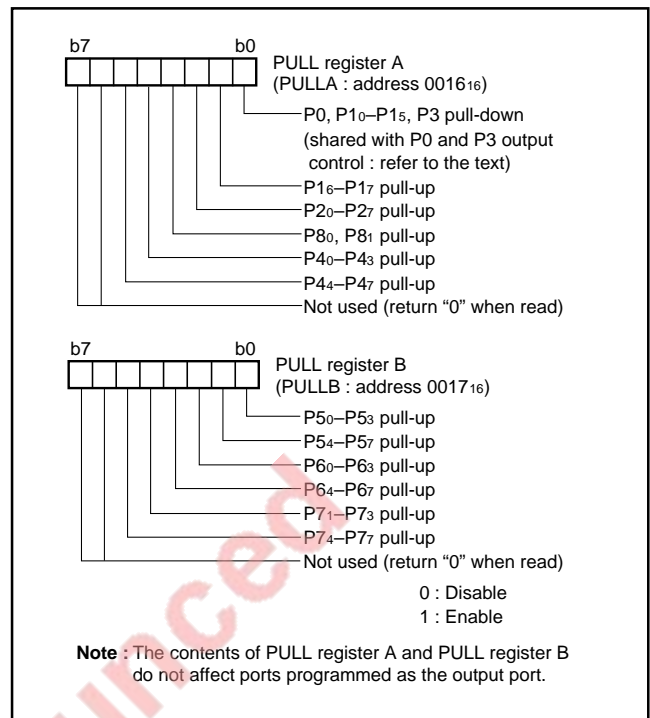 b7 b0
PULL register A
(PULLA : address 0016₁₆)
P0, P1₀–P1₅, P3 pull-down
(shared with P0 and P3 output
control : refer to the text)
P1₆–P1₇ pull-up
P2₀–P2₇ pull-up
P8₀, P8₁ pull-up
P4₀–P4₃ pull-up
P4₄–P4₇ pull-up
Not used (return “0” when read)
b7 b0
PULL register B
(PULLB : address 0017₁₆)
P5₀–P5₃ pull-up
P5₄–P5₇ pull-up
P6₀–P6₃ pull-up
P6₄–P6₇ pull-up
P7₁–P7₃ pull-up
P7₄–P7₇ pull-up
Not used (return “0” when read)
0 : Disable
1 : Enable
Note : The contents of PULL register A and PULL register B
do not affect ports programmed as the output port.
unced